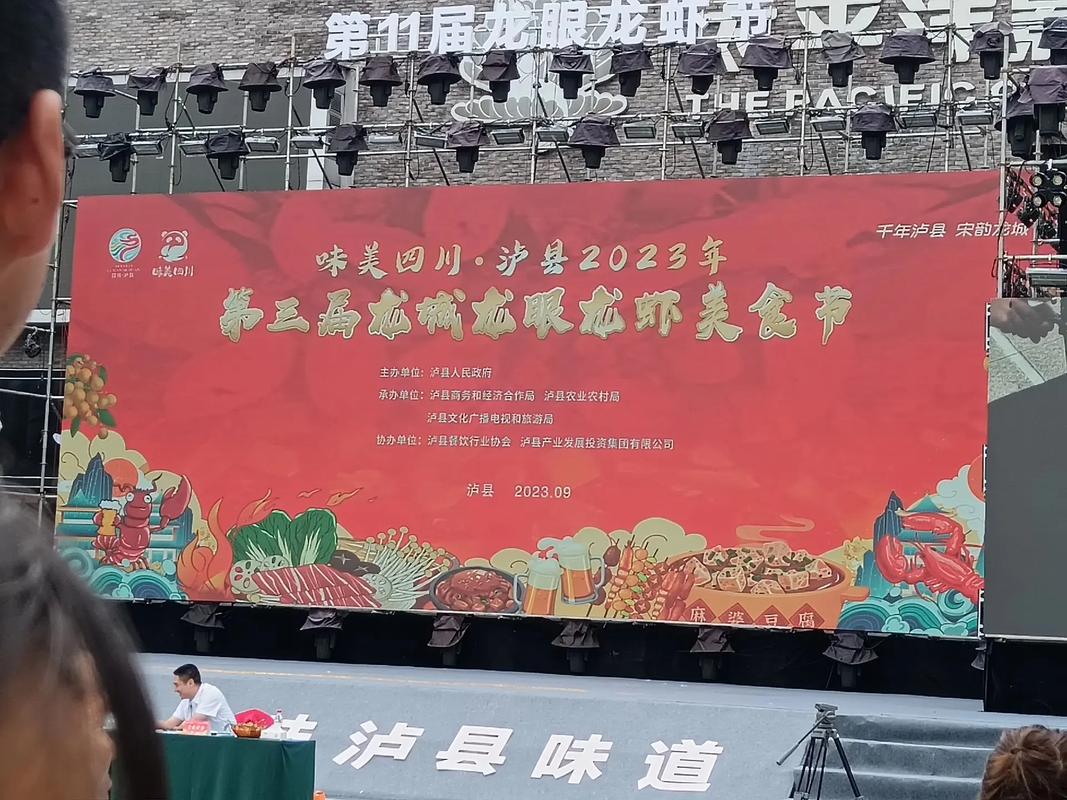 第11届龙眼龙虾节
THE PACIFIC
千年泸县 宋韵龙城
味美四川
味美四川·泸县2023年
第三届龙城龙眼龙虾美食节
主办单位：泸县人民政府
承办单位：泸县商务和经济合作局 泸县农业农村局
泸县文化广播电视和旅游局
协办单位：泸县餐饮行业协会 泸县产业发展投资集团有限公司
泸县 2023.09
麻婆豆腐
泸县味道